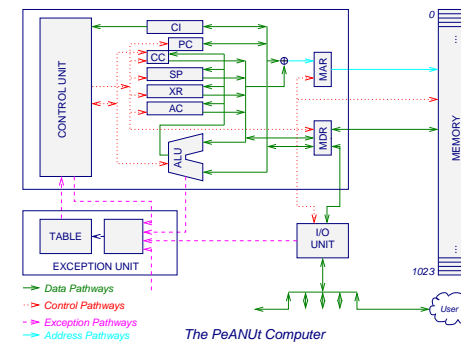 CI
0
PC
CC
CONTROL UNIT
SP
MAR
XR
AC
MEMORY
MDR
ALU
TABLE
I/O
UNIT
EXCEPTION UNIT
1023
Data Pathways
Control Pathways
User
Exception Pathways
Address Pathways
The PeANUt Computer